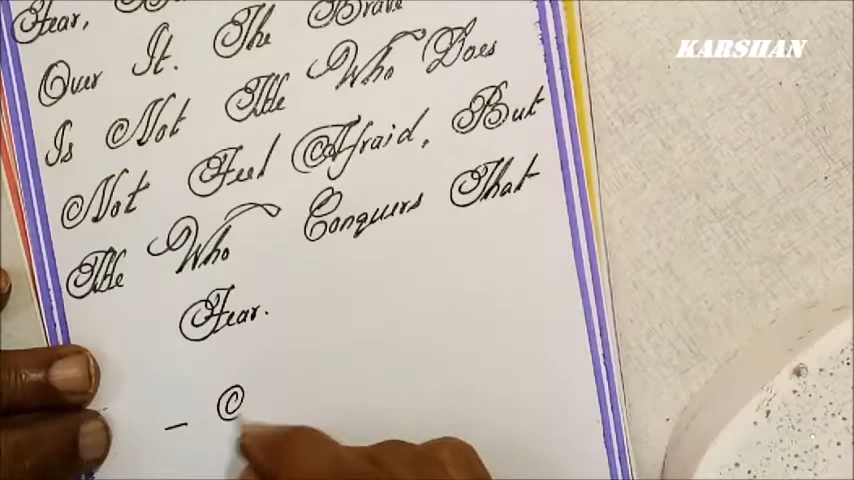 KARSHAN
Fear,
Over It. The Brave
Is Not He Who Does
Not Feel Afraid, But
He Who Conquers That
Fear.
-